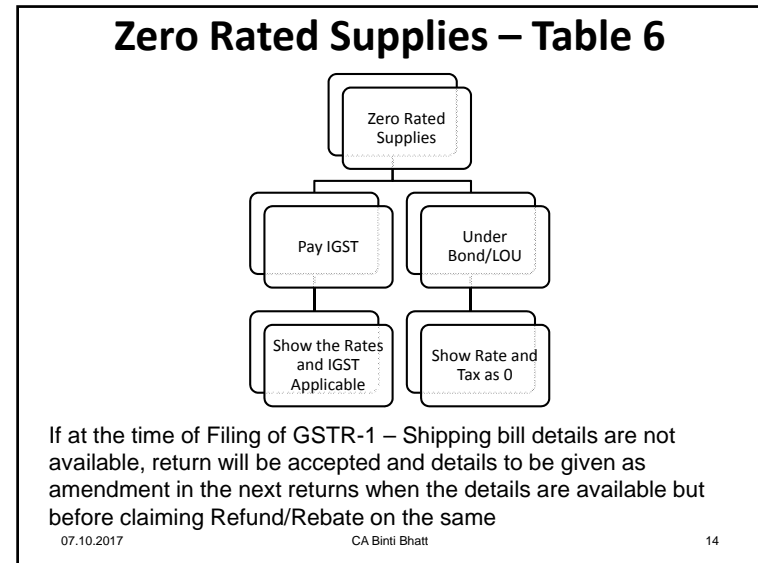 Zero Rated Supplies – Table 6
Zero Rated
Supplies
Pay IGST
Under
Bond/LOU
Show the Rates
and IGST
Applicable
Show Rate and
Tax as 0
If at the time of Filing of GSTR-1 – Shipping bill details are not
available, return will be accepted and details to be given as
amendment in the next returns when the details are available but
before claiming Refund/Rebate on the same
07.10.2017 CA Binti Bhatt 14